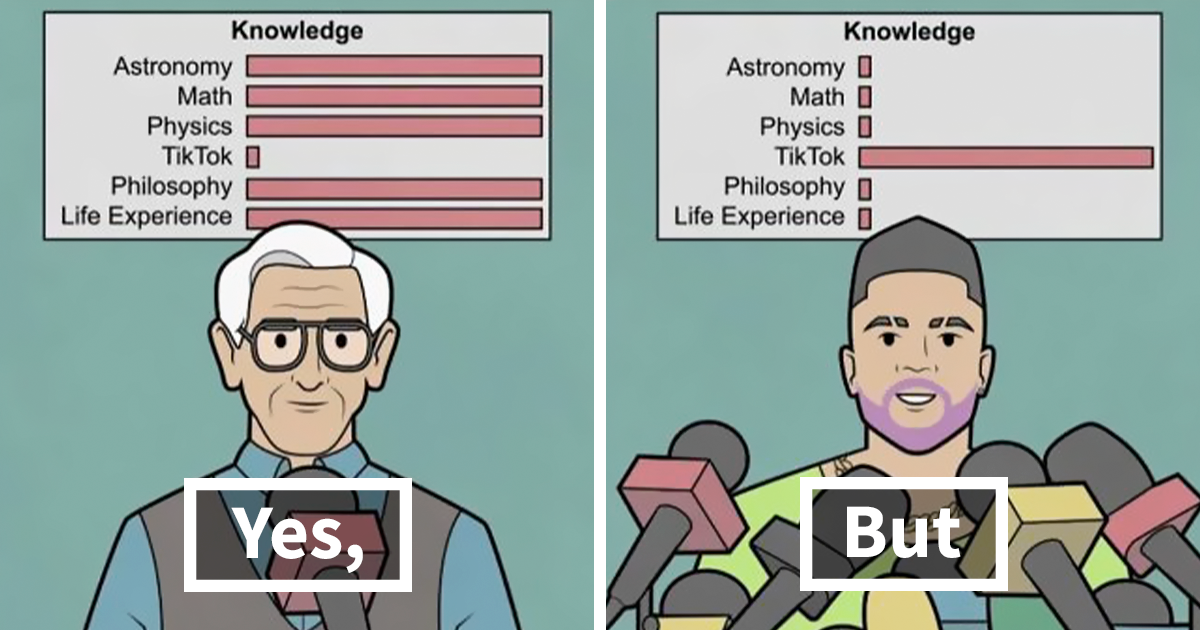 Knowledge
Astronomy
Math
Physics
TikTok
Philosophy
Life Experience
Yes,
Knowledge
Astronomy
Math
Physics
TikTok
Philosophy
Life Experience
But